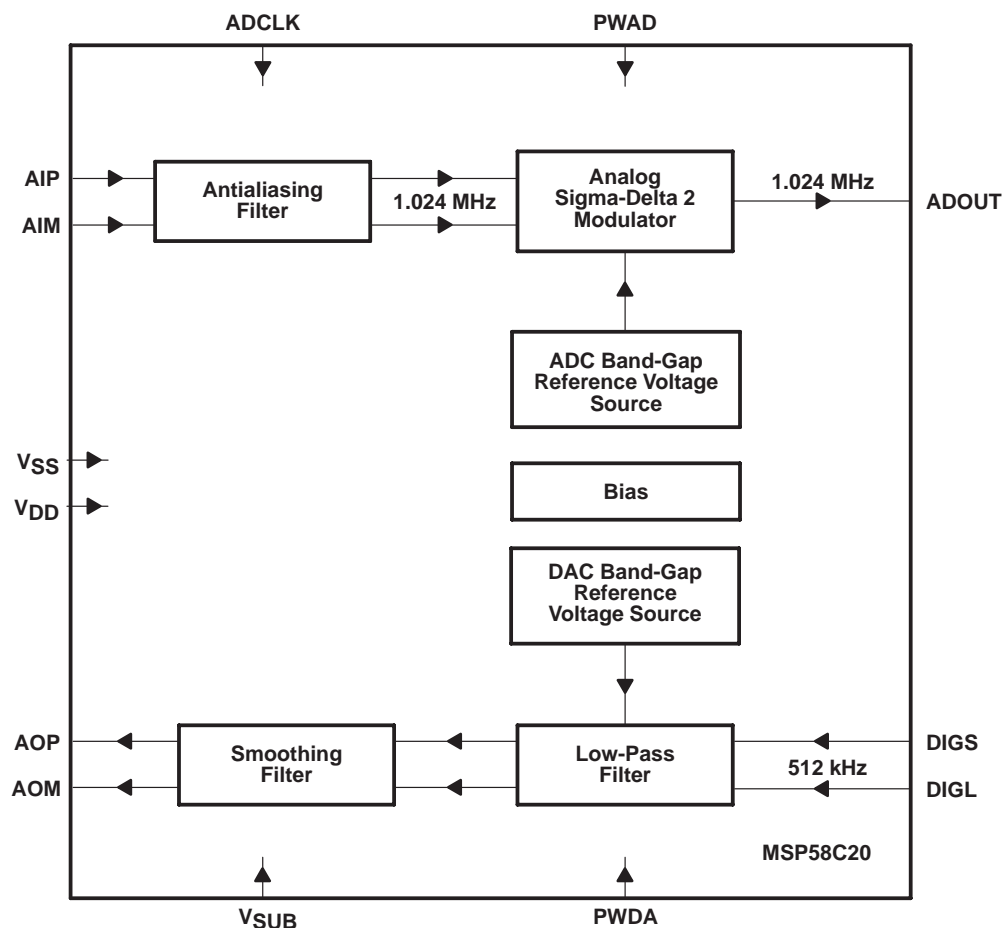 ADCLK
PWAD
AIP
AIM
Antialiasing
Filter
1.024 MHz
Analog
Sigma-Delta 2
Modulator
1.024 MHz
ADOUT
ADC Band-Gap
Reference Voltage
Source
VSS
VDD
Bias
DAC Band-Gap
Reference
Voltage Source
AOP
AOM
Smoothing
Filter
Low-Pass
Filter
512 kHz
DIGS
DIGL
MSP58C20
VSUB
PWDA